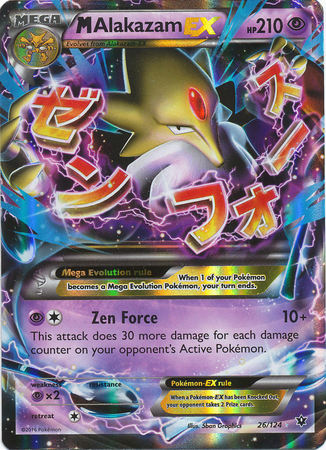 MEGA
M Alakazam EX HP210
Evolves from Alakazam-EX
ゼンフォース
Mega Evolution rule
When 1 of your Pokémon
becomes a Mega Evolution Pokémon, your turn ends.
Zen Force 10+
This attack does 30 more damage for each damage
counter on your opponent's Active Pokémon.
weakness resistance
×2
Pokémon-EX rule
When a Pokémon-EX has been Knocked Out,
your opponent takes 2 Prize cards.
retreat
Illus. 5ban Graphics 26/124
©2016 Pokémon